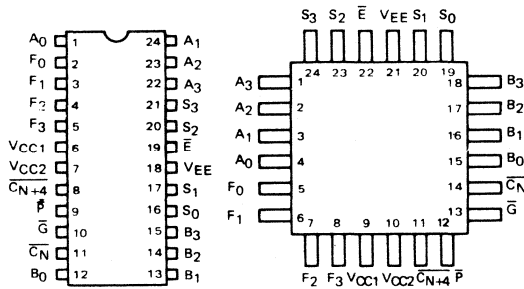 A0 1 24 A1
F0 2 23 A2
F1 3 22 A3
F2 4 21 S3
F3 5 20 S2
VCC1 6 19 E̅
VCC2 7 18 VEE
C̅N̅+̅4̅ 8 17 S1
P̅ 9 16 S0
G̅ 10 15 B3
C̅N̅ 11 14 B2
B0 12 13 B1
S3 S2 E̅ VEE S1 S0
24 23 22 21 20 19
A3 1 18 B3
A2 2 17 B2
A1 3 16 B1
A0 4 15 B0
F0 5 14 C̅N̅
F1 6 13 G̅
7 8 9 10 11 12
F2 F3 VCC1 VCC2 C̅N̅+̅4̅ P̅